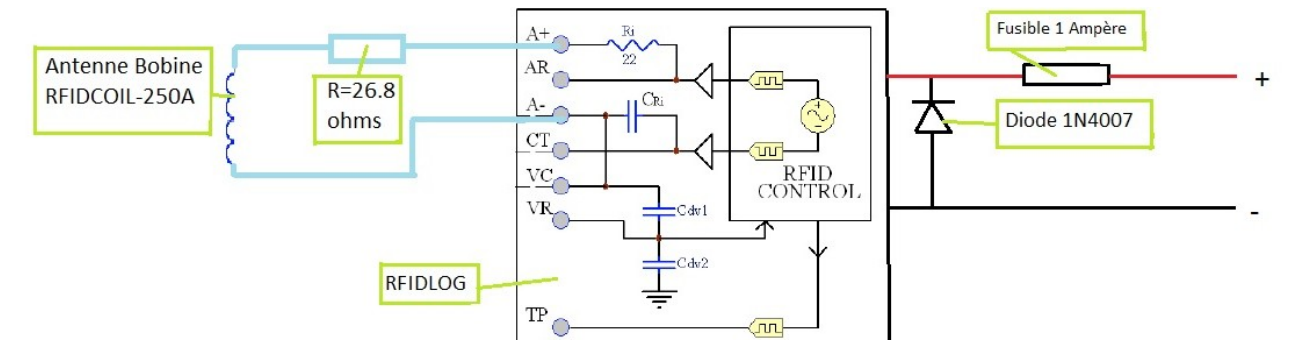 Antenne Bobine
RFIDCOIL-250A
R=26.8
ohms
A+
Ri
22
AR
A-
CRi
CT
VC
VR
Cdv1
Cdv2
TP
RFID
CONTROL
RFIDLOG
Fusible 1 Ampère
+
Diode 1N4007
-